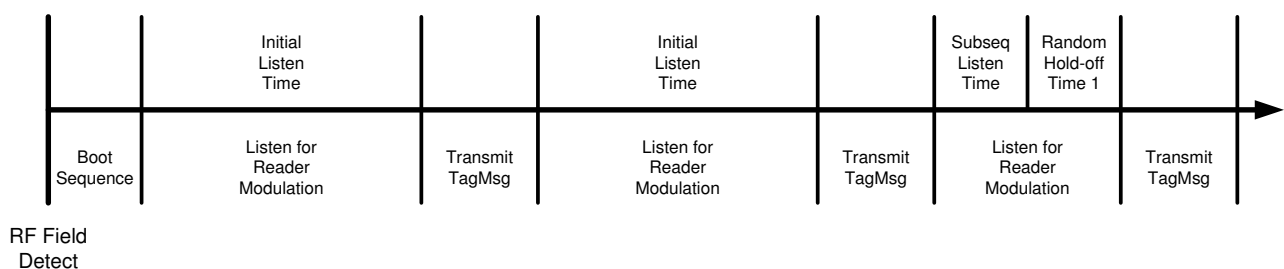 Initial
Listen
Time
Initial
Listen
Time
Subseq
Listen
Time
Random
Hold-off
Time 1
Boot
Sequence
Listen for
Reader
Modulation
Transmit
TagMsg
Listen for
Reader
Modulation
Transmit
TagMsg
Listen for
Reader
Modulation
Transmit
TagMsg
RF Field
Detect